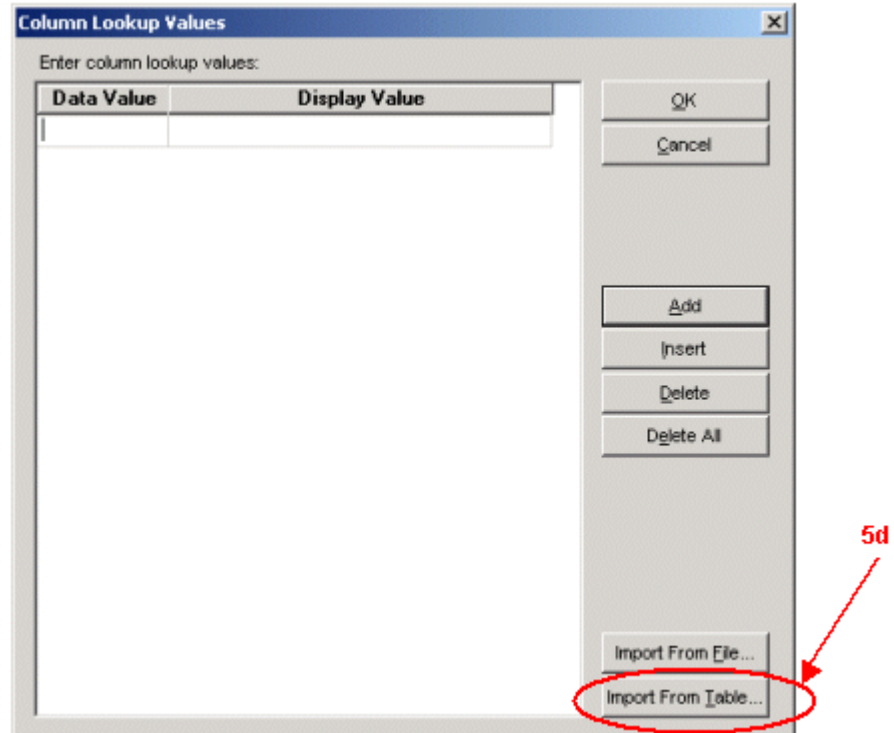 Column Lookup Values
Enter column lookup values:
Data Value Display Value
OK
Cancel
Add
Insert
Delete
Delete All
5d
Import From File...
Import From Table...